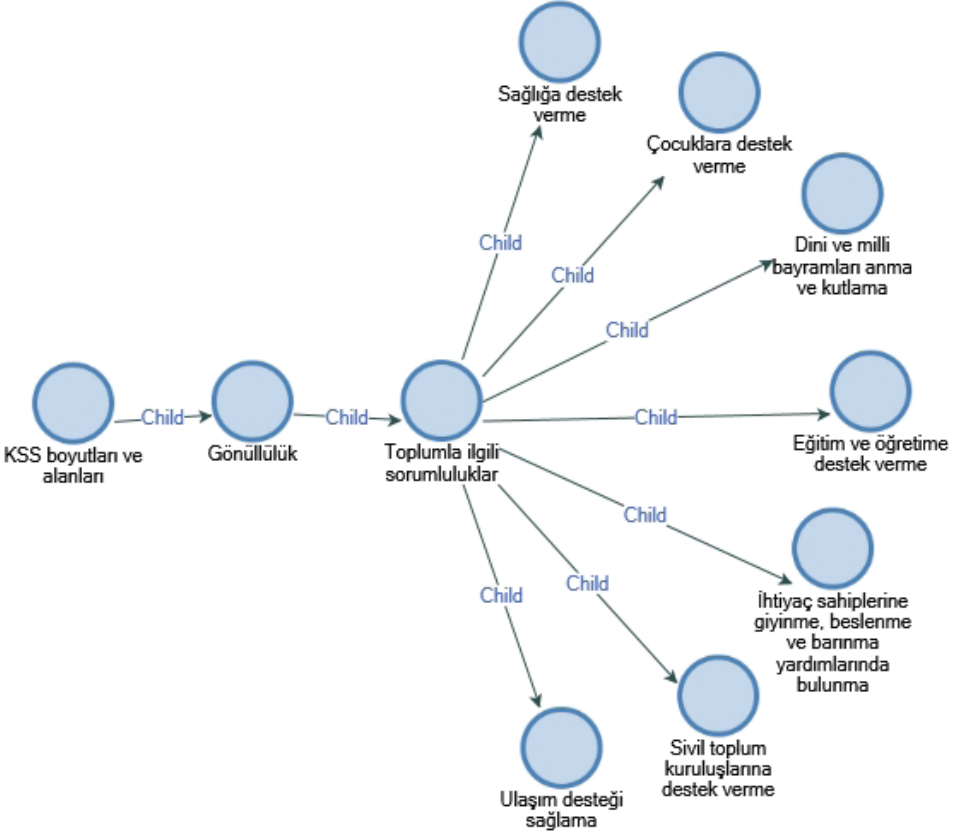 Sağlığa destek
verme
Çocuklara destek
verme
Child
Child
Dini ve milli
bayramları anma
ve kutlama
Child
KSS boyutları ve
alanları
Child
Gönüllülük
Child
Toplumla ilgili
sorumluluklar
Child
Eğitim ve öğretime
destek verme
Child
İhtiyaç sahiplerine
giyinme, beslenme
ve barınma
yardımlarında
bulunma
Child
Child
Sivil toplum
kuruluşlarına
destek verme
Ulaşım desteği
sağlama